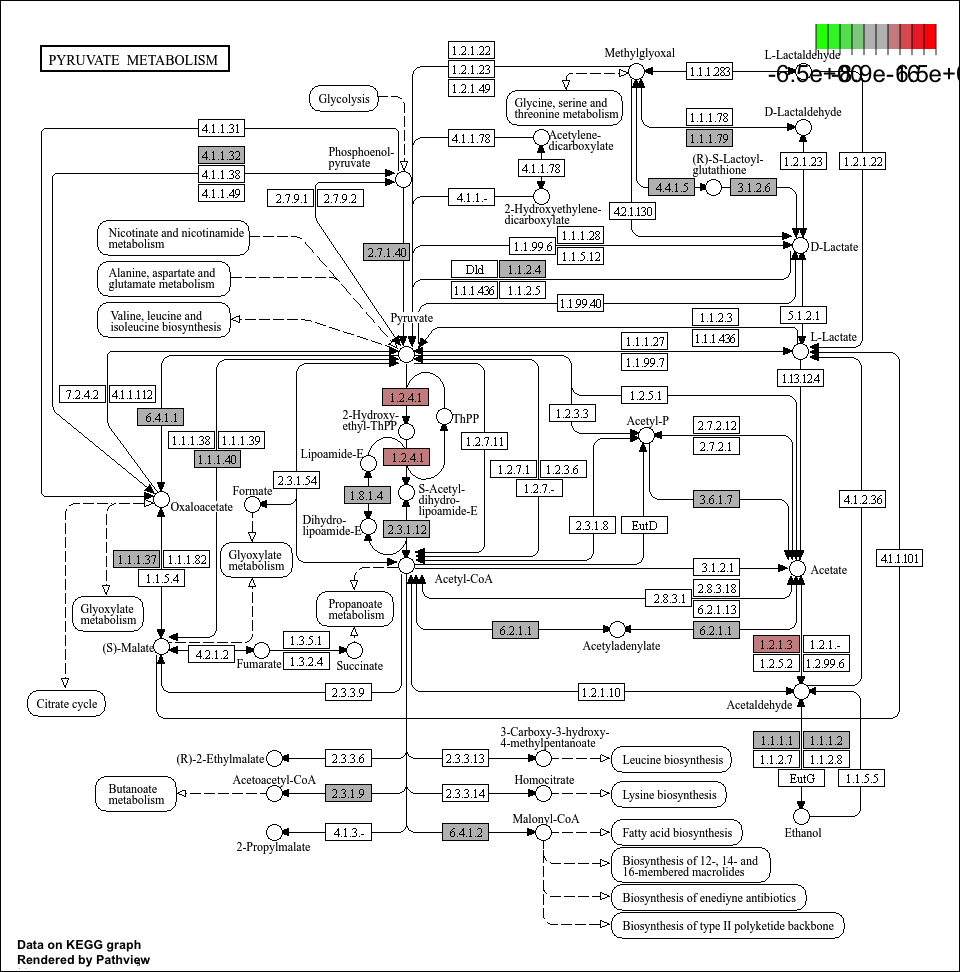 PYRUVATE METABOLISM
1.2.1.22
1.2.1.23
1.2.1.49
Methylglyoxal
1.1.1.283
L-Lactaldehyde
Glycolysis
Glycine, serine and
threonine metabolism
1.1.1.78
1.1.1.79
D-Lactaldehyde
4.1.1.31
4.1.1.32
4.1.1.38
4.1.1.49
Phosphoenol-
pyruvate
4.1.1.78
Acetylene-
dicarboxylate
4.1.1.78
(R)-S-Lactoyl-
glutathione
1.2.1.23
1.2.1.22
4.4.1.5
3.1.2.6
2.7.9.1
2.7.9.2
4.1.1.-
2-Hydroxyethylene-
dicarboxylate
4.2.1.130
Nicotinate and nicotinamide
metabolism
2.7.1.40
1.1.99.6
1.1.1.28
1.1.5.12
D-Lactate
Alanine, aspartate and
glutamate metabolism
Dld
1.1.2.4
1.1.1.436
1.1.2.5
1.1.99.40
Valine, leucine and
isoleucine biosynthesis
Pyruvate
1.1.2.3
1.1.1.436
5.1.2.1
L-Lactate
1.1.1.27
1.1.99.7
1.13.12.4
7.2.4.2
4.1.1.112
6.4.1.1
1.2.4.1
1.2.5.1
2-Hydroxy-
ethyl-ThPP
ThPP
1.2.3.3
Acetyl-P
2.7.2.12
2.7.2.1
1.1.1.38
1.1.1.39
1.1.1.40
Lipoamide-E
1.2.4.1
1.2.7.11
1.2.7.1
1.2.3.6
1.2.7.-
2.3.1.54
Formate
Oxaloacetate
1.8.1.4
S-Acetyl-
dihydro-
lipoamide-E
3.6.1.7
4.1.2.36
Dihydro-
lipoamide-E
2.3.1.12
2.3.1.8
EutD
1.1.1.37
1.1.1.82
1.1.5.4
Glyoxylate
metabolism
Acetyl-CoA
3.1.2.1
Acetate
4.1.1.101
Glyoxylate
metabolism
Propanoate
metabolism
2.8.3.1
2.8.3.18
6.2.1.13
6.2.1.1
Acetyladenylate
6.2.1.1
(S)-Malate
4.2.1.2
Fumarate
1.3.5.1
1.3.2.4
Succinate
1.2.1.3
1.2.1.-
1.2.5.2
1.2.99.6
Citrate cycle
2.3.3.9
1.2.1.10
Acetaldehyde
(R)-2-Ethylmalate
2.3.3.6
2.3.3.13
3-Carboxy-3-hydroxy-
4-methylpentanoate
Leucine biosynthesis
1.1.1.1
1.1.1.2
1.1.2.7
1.1.2.8
EutG
1.1.5.5
Butanoate
metabolism
Acetoacetyl-CoA
2.3.1.9
2.3.3.14
Homocitrate
Lysine biosynthesis
2-Propylmalate
4.1.3.-
6.4.1.2
Malonyl-CoA
Fatty acid biosynthesis
Ethanol
Biosynthesis of 12-, 14- and
16-membered macrolides
Biosynthesis of enediyne antibiotics
Biosynthesis of type II polyketide backbone
Data on KEGG graph
Rendered by Pathview